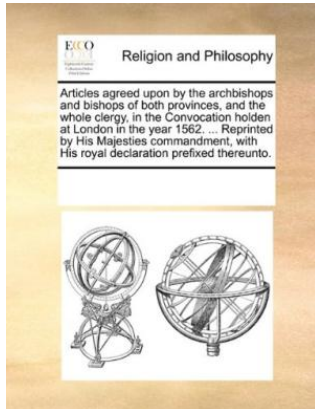 ECCO
Religion and Philosophy
Articles agreed upon by the archbishops
and bishops of both provinces, and the
whole clergy, in the Convocation holden
at London in the year 1562. ... Reprinted
by His Majesties commandment, with
His royal declaration prefixed thereunto.